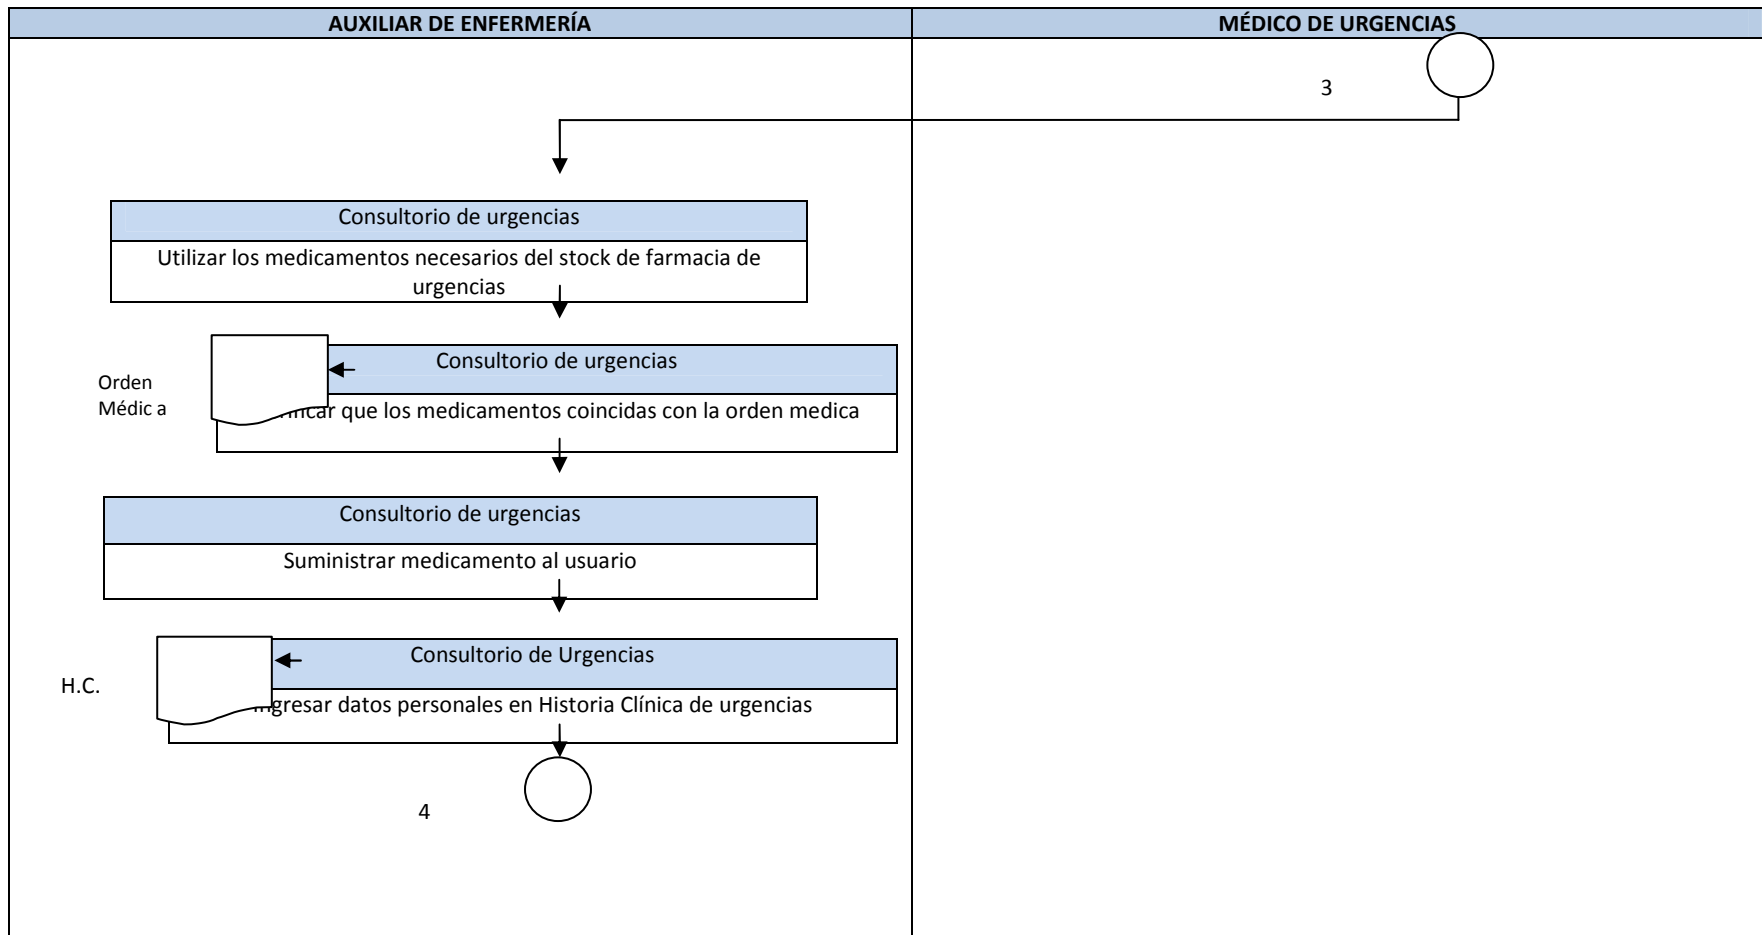 AUXILIAR DE ENFERMERÍA
MÉDICO DE URGENCIAS
3
Consultorio de urgencias
Utilizar los medicamentos necesarios del stock de farmacia de
urgencias
Consultorio de urgencias
Orden
Médic a
que los medicamentos coincidas con la orden medica
Consultorio de urgencias
Suministrar medicamento al usuario
Consultorio de Urgencias
H.C.
datos personales en Historia Clínica de urgencias
4